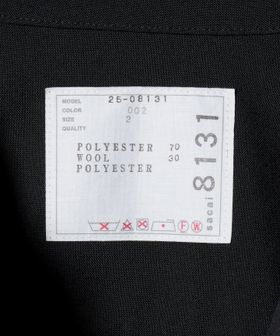 MODEL 25-08131
COLOR 002
SIZE 2
QUALITY
POLYESTER 70
WOOL 30
POLYESTER
sacai 8131
F W